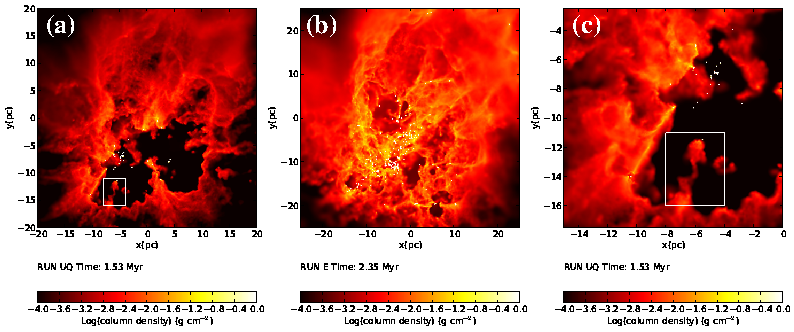 (a) (b) (c)
y(pc) y(pc) y(pc)
20 15 10 5 0 −5 −10 −15 −20
20 10 0 −10 −20
−4 −6 −8 −10 −12 −14 −16
−20 −15 −10 −5 0 5 10 15 20
−20 −10 0 10 20
−14 −12 −10 −8 −6 −4 −2 0
x(pc) x(pc) x(pc)
RUN UQ Time: 1.53 Myr RUN E Time: 2.35 Myr RUN UQ Time: 1.53 Myr
−4.0 −3.6 −3.2 −2.8 −2.4 −2.0 −1.6 −1.2 −0.8 −0.4 0.0
−4.0 −3.6 −3.2 −2.8 −2.4 −2.0 −1.6 −1.2 −0.8 −0.4 0.0
−4.0 −3.6 −3.2 −2.8 −2.4 −2.0 −1.6 −1.2 −0.8 −0.4 0.0
Log(column density) (g cm⁻²) Log(column density) (g cm⁻²) Log(column density) (g cm⁻²)